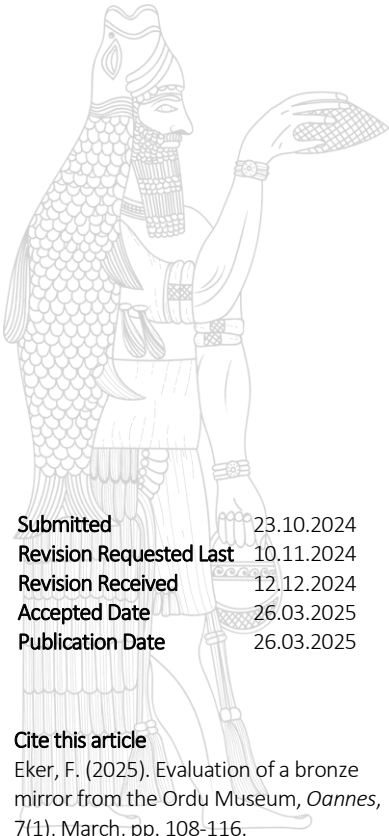 Submitted 23.10.2024
Revision Requested Last 10.11.2024
Revision Received 12.12.2024
Accepted Date 26.03.2025
Publication Date 26.03.2025
Cite this article
Eker, F. (2025). Evaluation of a bronze
mirror from the Ordu Museum, Oannes,
7(1). March. pp. 108-116.